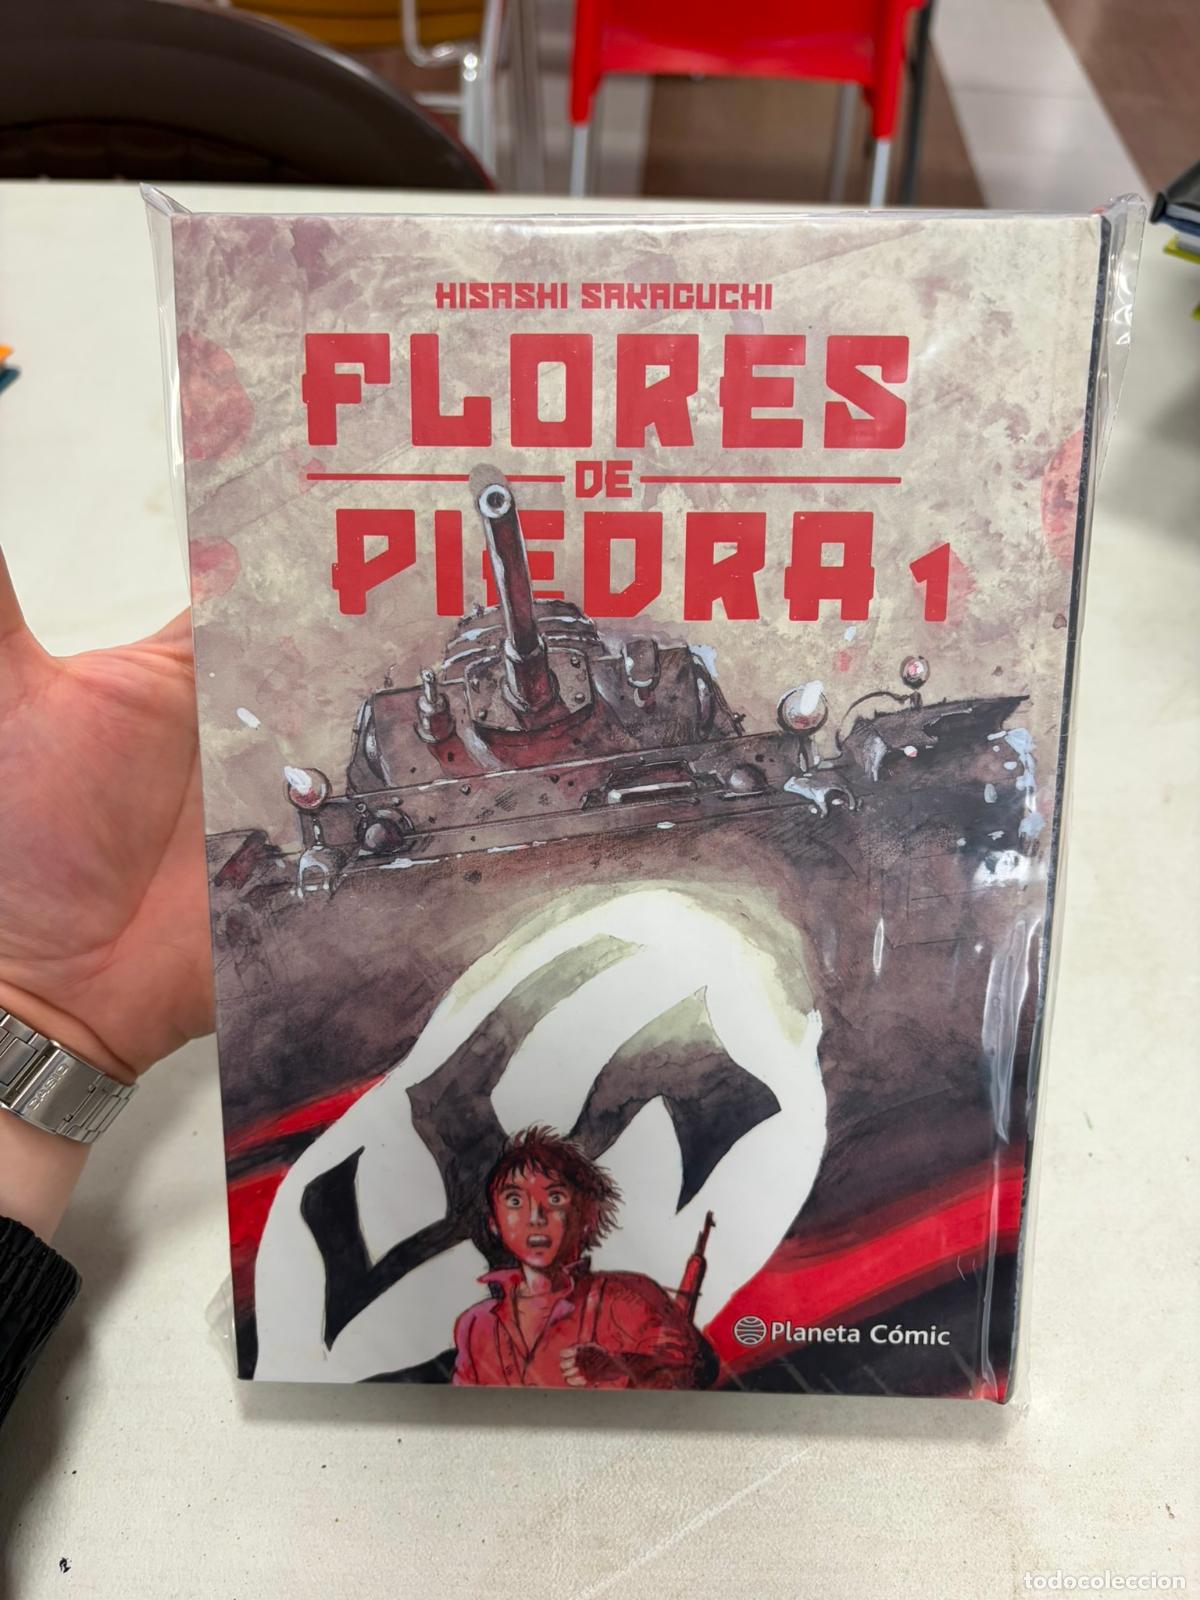 HISASHI SAKAGUCHI
FLORES
DE
PIEDRA 1
Planeta Cómic
CASIO
todocoleccion